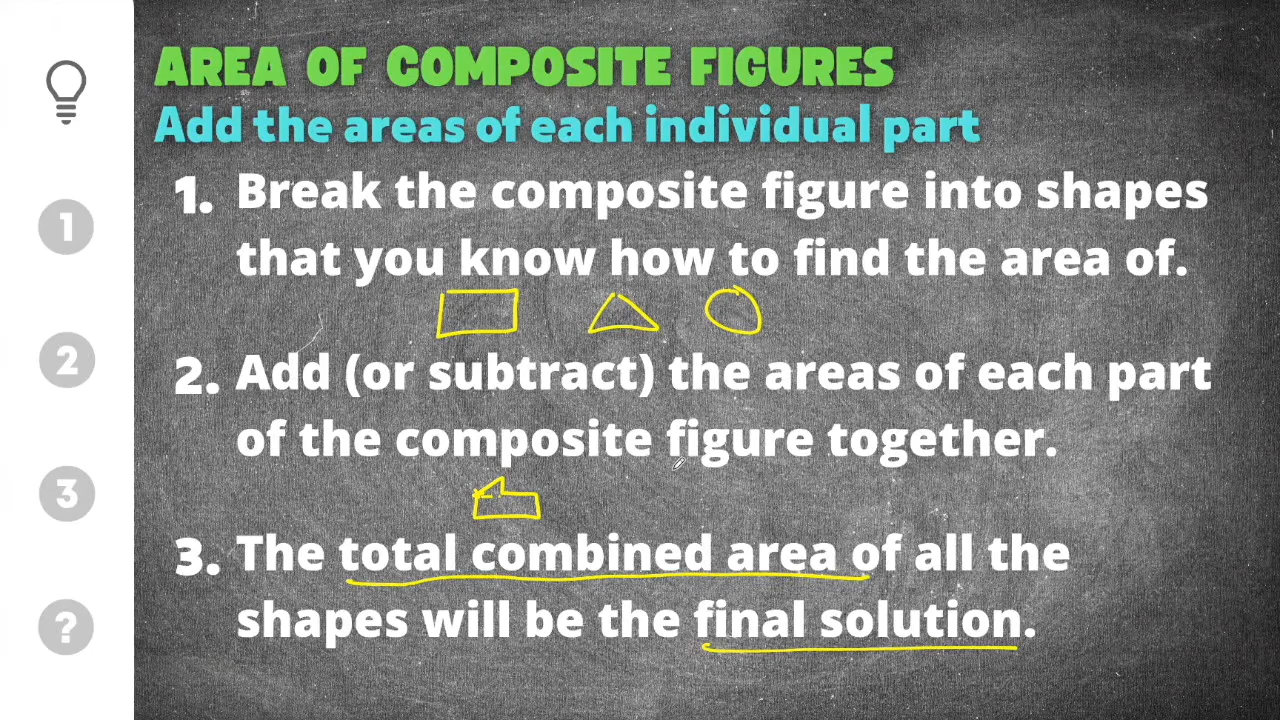 AREA OF COMPOSITE FIGURES
Add the areas of each individual part
1. Break the composite figure into shapes
that you know how to find the area of.
2. Add (or subtract) the areas of each part
of the composite figure together.
3. The total combined area of all the
shapes will be the final solution.
1
2
3
?